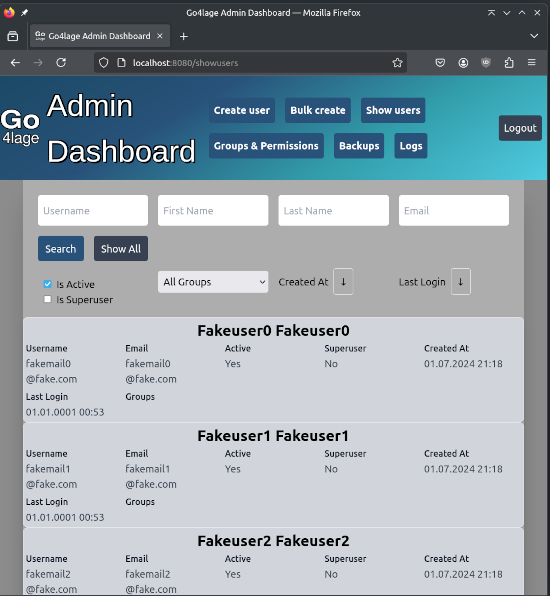 Go4lage Admin Dashboard — Mozilla Firefox
Go 4lage Go4lage Admin Dashboard
localhost:8080/showusers
Go
4lage
Admin
Dashboard
Create user Bulk create Show users
Groups & Permissions Backups Logs
Logout
Username First Name Last Name Email
Search Show All
Is Active
Is Superuser
All Groups Created At ↓ Last Login ↓
Fakeuser0 Fakeuser0
Username Email Active Superuser Created At
fakemail0 fakemail0 Yes No 01.07.2024 21:18
@fake.com @fake.com
Last Login Groups
01.01.0001 00:53
Fakeuser1 Fakeuser1
Username Email Active Superuser Created At
fakemail1 fakemail1 Yes No 01.07.2024 21:18
@fake.com @fake.com
Last Login Groups
01.01.0001 00:53
Fakeuser2 Fakeuser2
Username Email Active Superuser Created At
fakemail2 fakemail2 Yes No 01.07.2024 21:18
@fake.com @fake.com